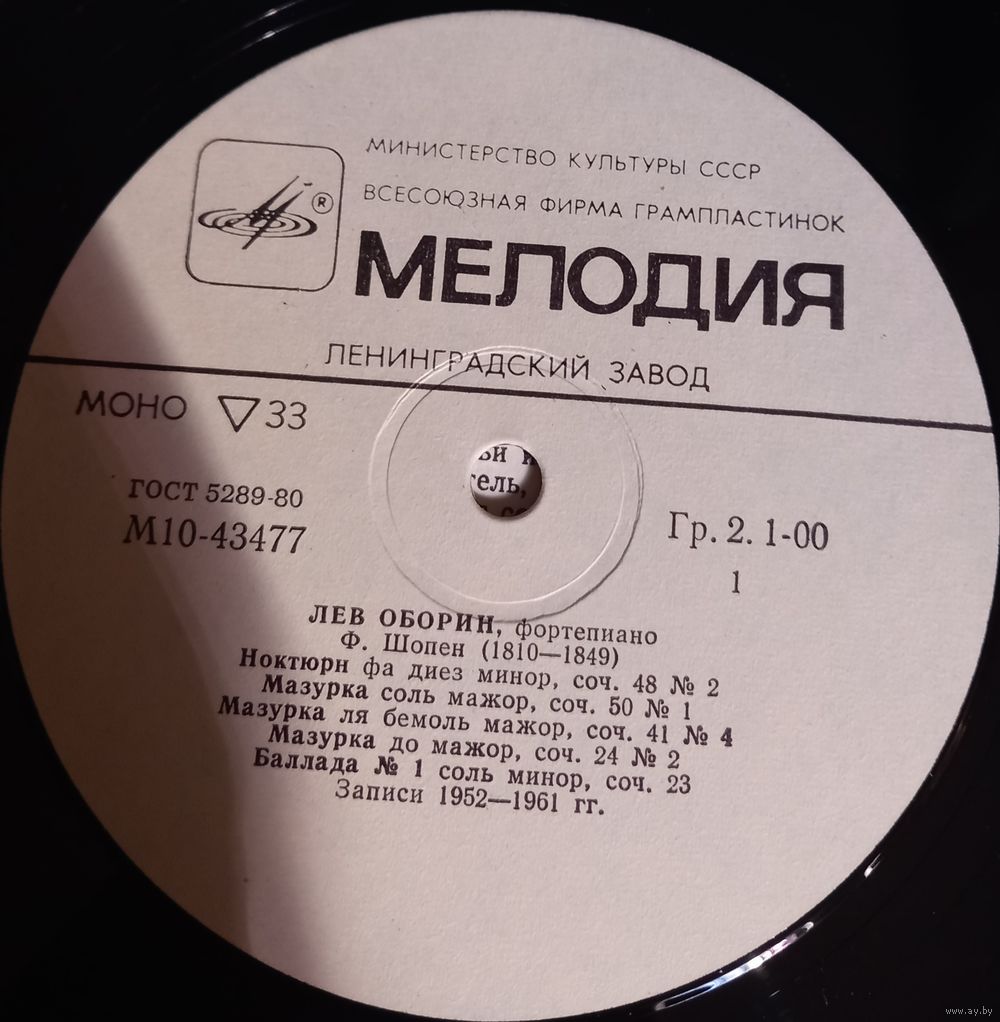 МИНИСТЕРСТВО КУЛЬТУРЫ СССР
ВСЕСОЮЗНАЯ ФИРМА ГРАМПЛАСТИНОК
®
МЕЛОДИЯ
ЛЕНИНГРАДСКИЙ ЗАВОД
МОНО ▽ 33
ГОСТ 5289-80
М10-43477
Гр. 2. 1-00
1
ЛЕВ ОБОРИН, фортепиано
Ф. Шопен (1810—1849)
Ноктюрн фа диез минор, соч. 48 № 2
Мазурка соль мажор, соч. 50 № 1
Мазурка ля бемоль мажор, соч. 41 № 4
Мазурка до мажор, соч. 24 № 2
Баллада № 1 соль минор, соч. 23
Записи 1952—1961 гг.
www.ay.by